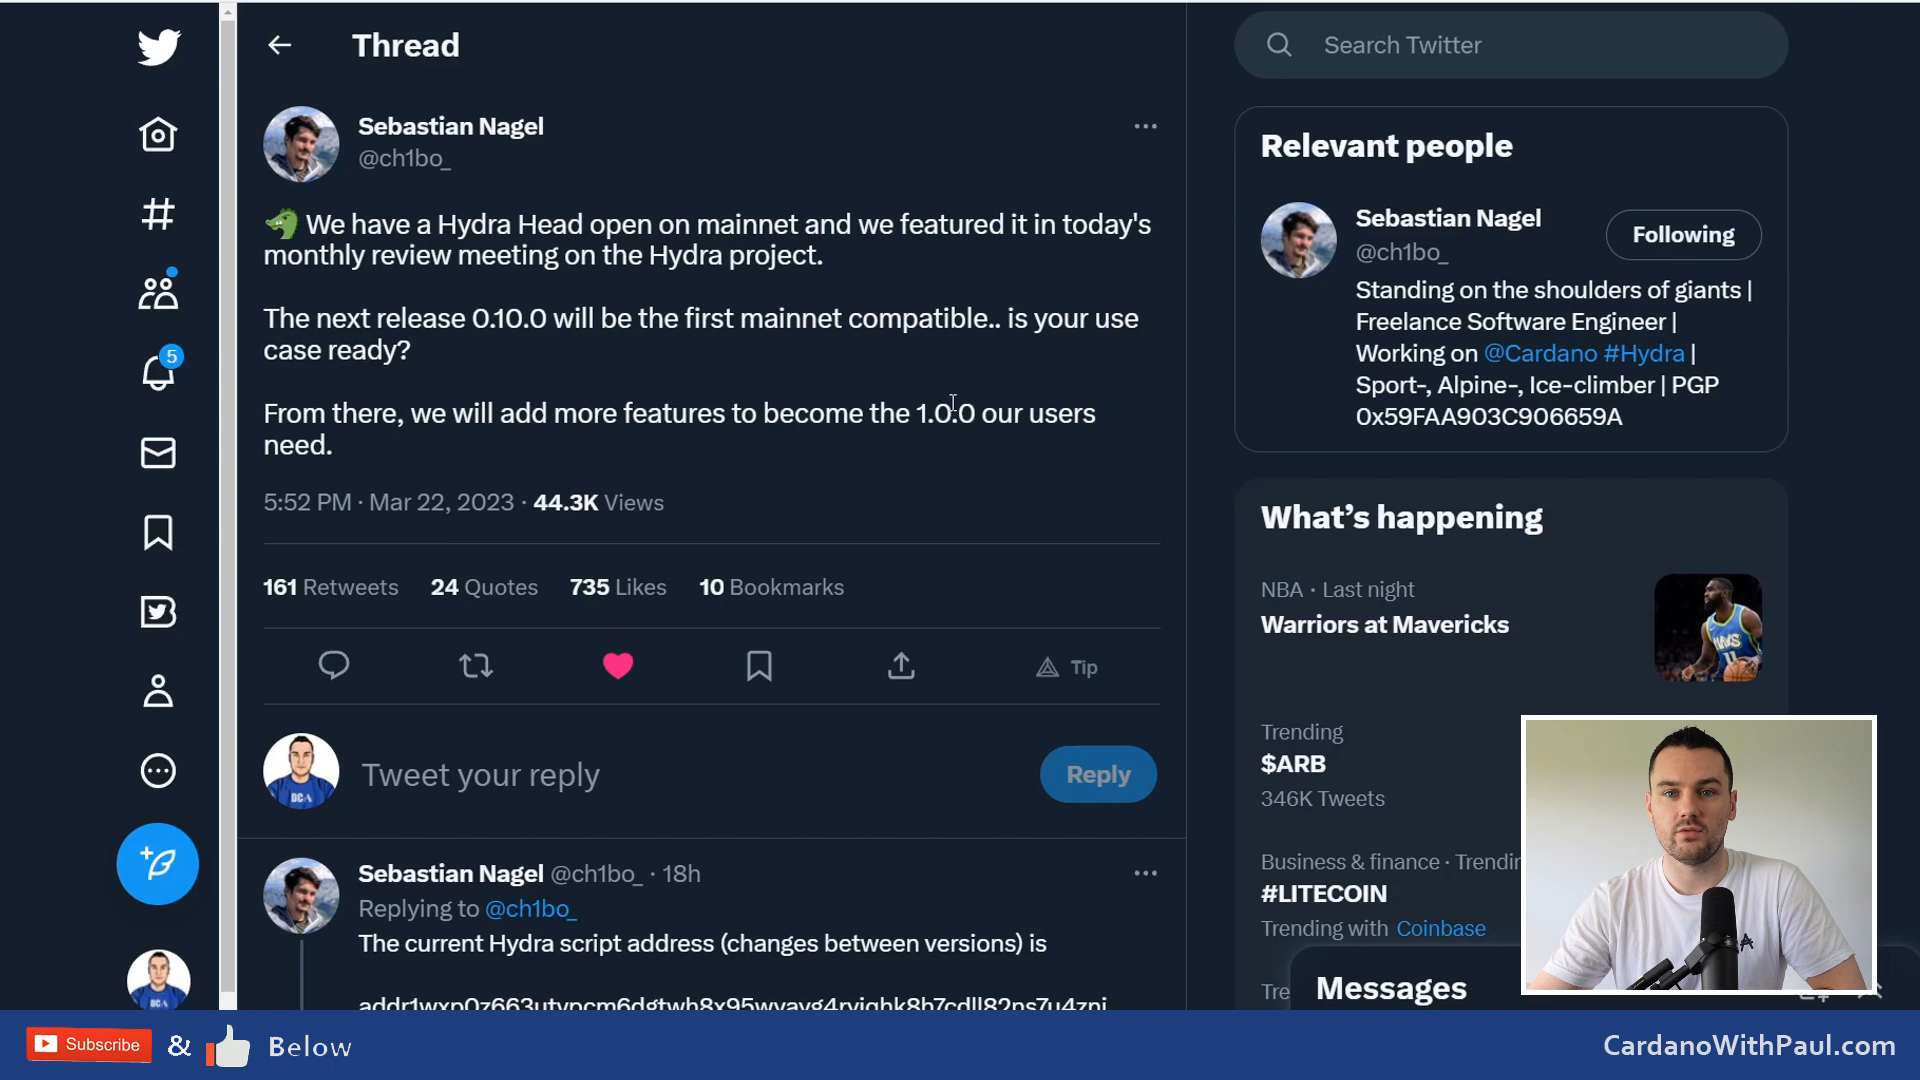 Thread
Search Twitter
Sebastian Nagel
@ch1bo_
We have a Hydra Head open on mainnet and we featured it in today's
monthly review meeting on the Hydra project.
The next release 0.10.0 will be the first mainnet compatible.. is your use
case ready?
From there, we will add more features to become the 1.0.0 our users
need.
5:52 PM · Mar 22, 2023 · 44.3K Views
161 Retweets 24 Quotes 735 Likes 10 Bookmarks
Tip
Tweet your reply
Reply
Sebastian Nagel @ch1bo_ · 18h
Replying to @ch1bo_
The current Hydra script address (changes between versions) is
Relevant people
Sebastian Nagel
@ch1bo_
Following
Standing on the shoulders of giants |
Freelance Software Engineer |
Working on @Cardano #Hydra |
Sport-, Alpine-, Ice-climber | PGP
0x59FAA903C906659A
What's happening
NBA · Last night
Warriors at Mavericks
Trending
$ARB
346K Tweets
Business & finance · Trendin
#LITECOIN
Trending with Coinbase
Tre
Messages
5
DCA
Subscribe & Below
CardanoWithPaul.com